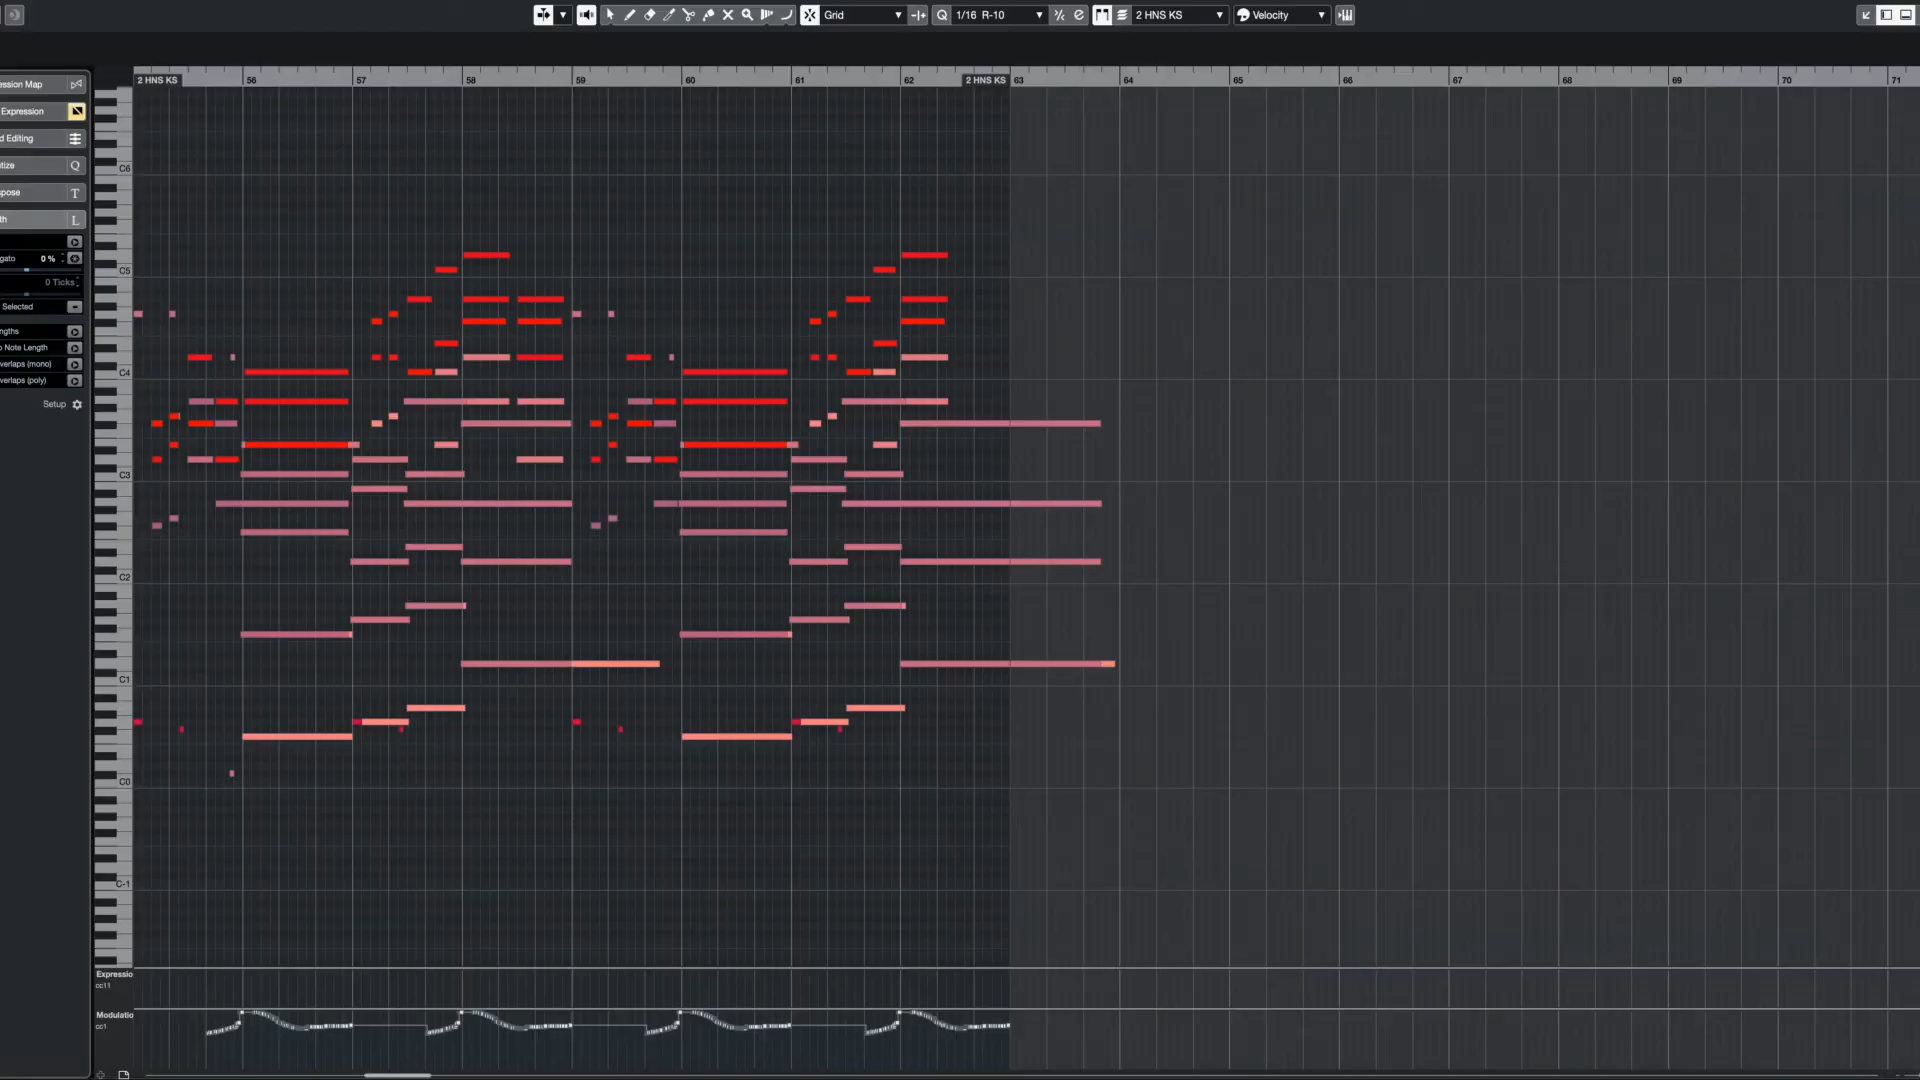 Grid
Q 1/16 R-10
2 HNS KS
Velocity
2 HNS KS 56 57 58 59 60 61 62 2 HNS KS 63 64 65 66 67 68 69 70 71
ession Map
Expression
d Editing
tize Q
spose T
th L
gato 0 %
0 Ticks
Selected
ngths
o Note Length
verlaps (mono)
verlaps (poly)
Setup
C6
C5
C4
C3
C2
C1
C0
C-1
Expressio
cc11
Modulatio
cc1